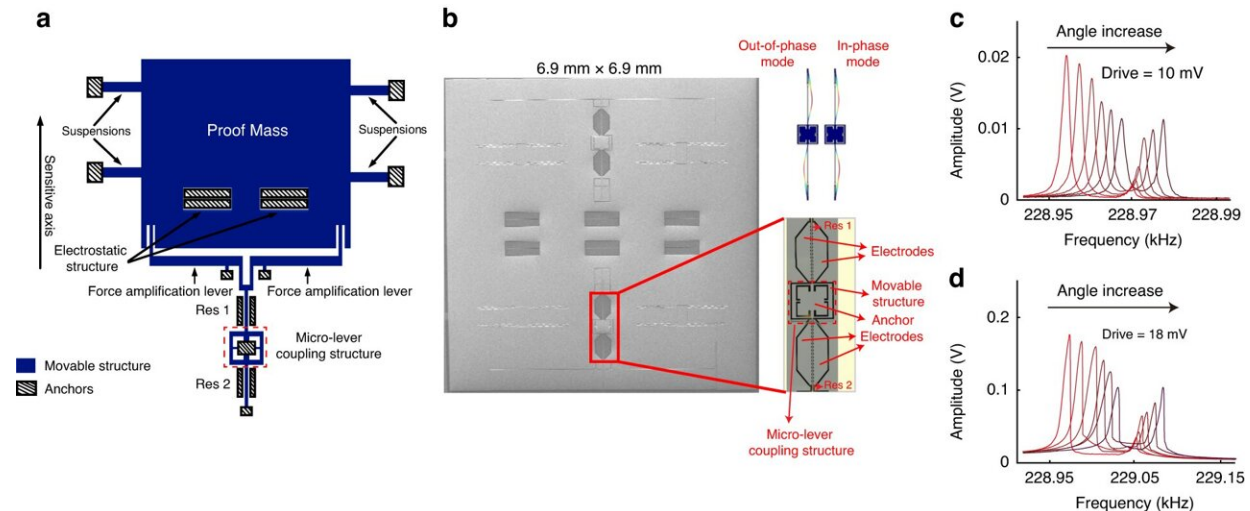 a
Suspensions
Suspensions
Proof Mass
Sensitive axis
Electrostatic
structure
Force amplification lever
Force amplification lever
Res 1
Micro-lever
coupling structure
Res 2
Movable structure
Anchors
b
6.9 mm × 6.9 mm
Out-of-phase
mode
In-phase
mode
Res 1
Electrodes
Movable
structure
Anchor
Electrodes
Res 2
Micro-lever
coupling structure
c
Angle increase
Drive = 10 mV
Amplitude (V)
0.02
0.01
0
228.95
228.97
228.99
Frequency (kHz)
d
Angle increase
Drive = 18 mV
Amplitude (V)
0.2
0.1
0
228.95
229.05
229.15
Frequency (kHz)